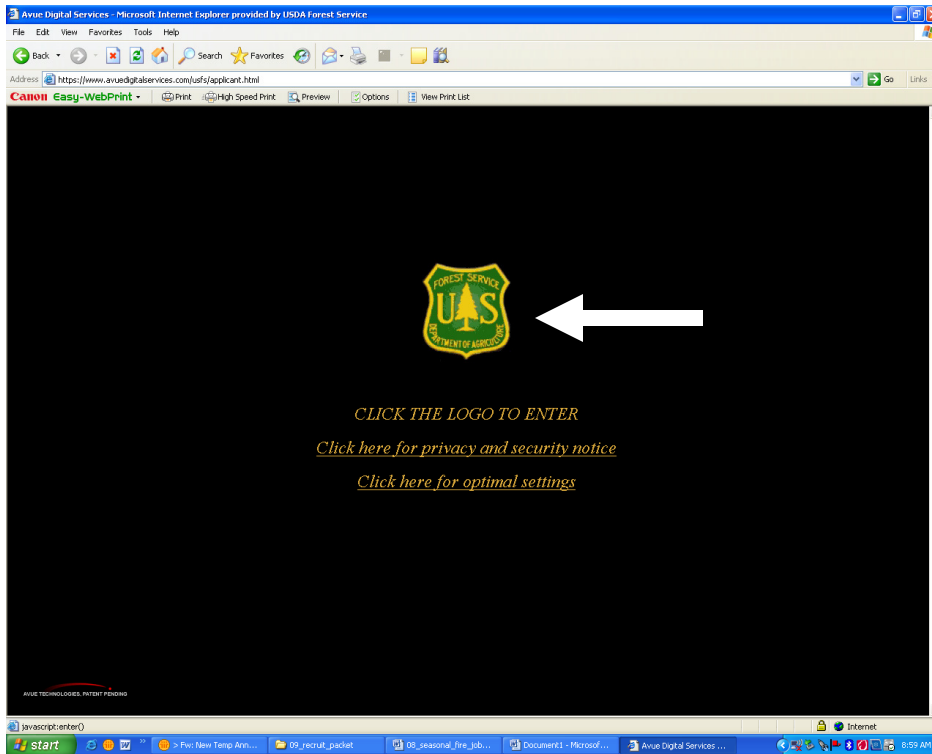 Avue Digital Services - Microsoft Internet Explorer provided by USDA Forest Service
File Edit View Favorites Tools Help
Back Search Favorites
Address https://www.avuedigitalservices.com/usfs/applicant.html Go Links
Canon Easy-WebPrint Print High Speed Print Preview Options View Print List
FOREST SERVICE
U S
DEPARTMENT OF AGRICULTURE
CLICK THE LOGO TO ENTER
Click here for privacy and security notice
Click here for optimal settings
AVUE TECHNOLOGIES, PATENT PENDING
javascript:enter() Internet
start > Fw: New Temp Ann... 09_recruit_packet 08_seasonal_fire_job... Document1 - Microsof... Avue Digital Services ... 8:59 AM